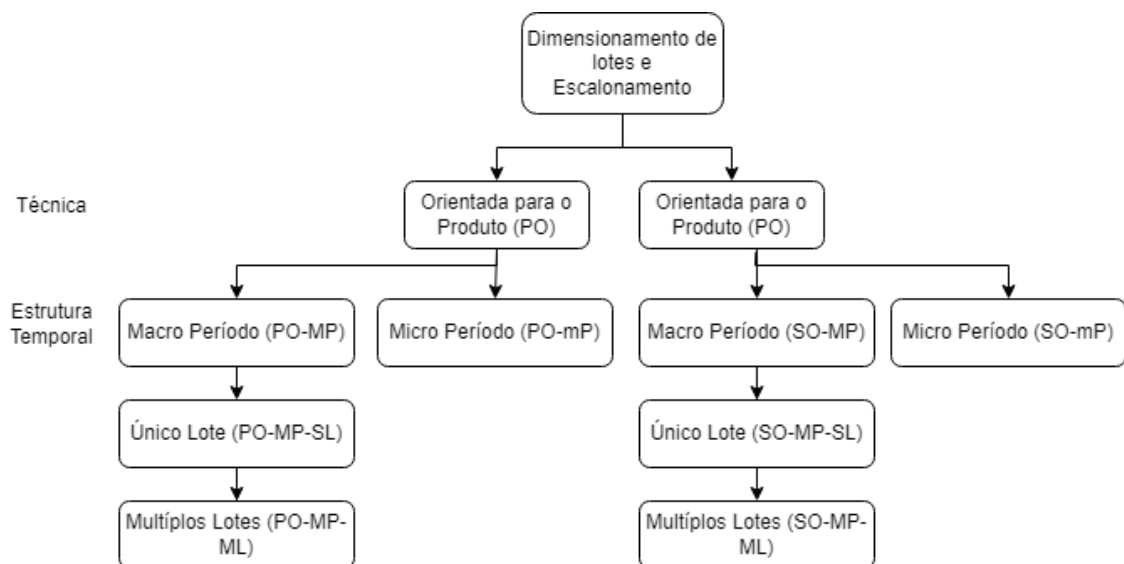 Dimensionamento de
lotes e
Escalonamento
Técnica
Orientada para o
Produto (PO)
Orientada para o
Produto (PO)
Estrutura
Temporal
Macro Período (PO-MP)
Micro Período (PO-mP)
Macro Período (SO-MP)
Micro Período (SO-mP)
Único Lote (PO-MP-SL)
Único Lote (SO-MP-SL)
Multíplos Lotes (PO-MP-
ML)
Multíplos Lotes (SO-MP-
ML)